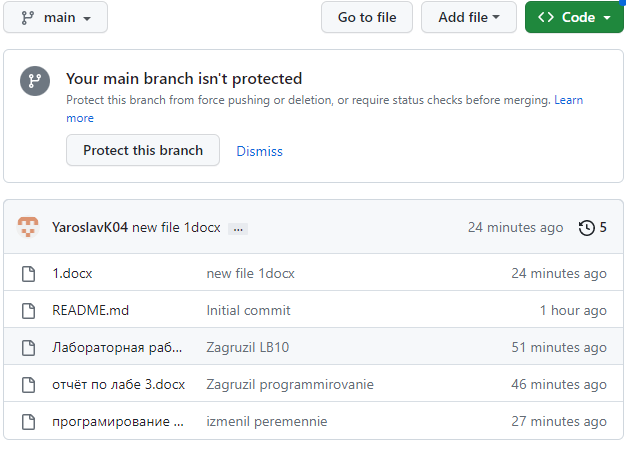 main Go to file Add file Code
Your main branch isn't protected
Protect this branch from force pushing or deletion, or require status checks before merging. Learn
more
Protect this branch Dismiss
YaroslavK04 new file 1docx ... 24 minutes ago 5
1.docx new file 1docx 24 minutes ago
README.md Initial commit 1 hour ago
Лабораторная раб... Zagruzil LB10 51 minutes ago
отчёт по лабе 3.docx Zagruzil programmirovanie 46 minutes ago
програмирование ... izmenil peremennie 27 minutes ago